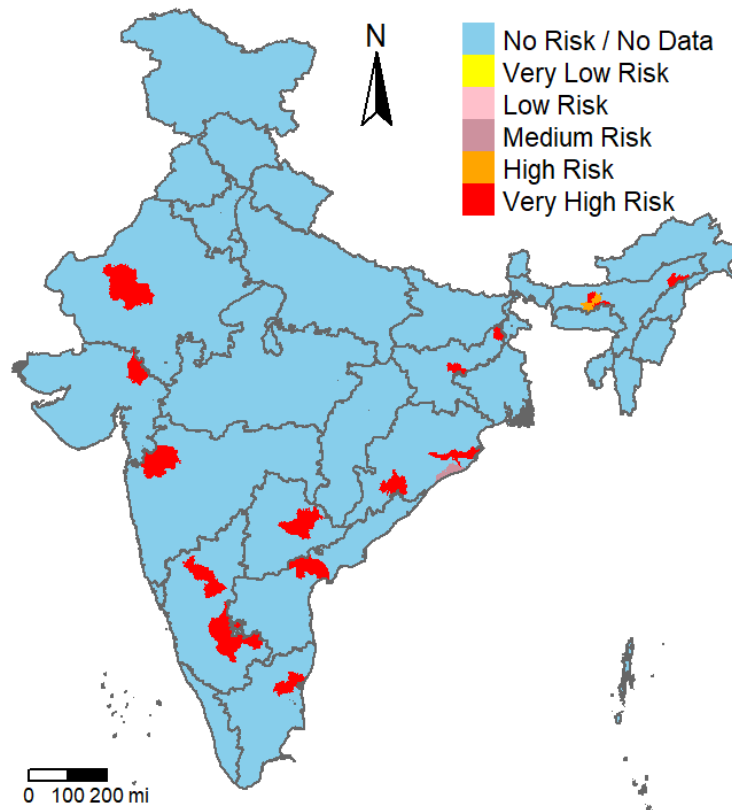 N
No Risk / No Data
Very Low Risk
Low Risk
Medium Risk
High Risk
Very High Risk
0 100 200 mi